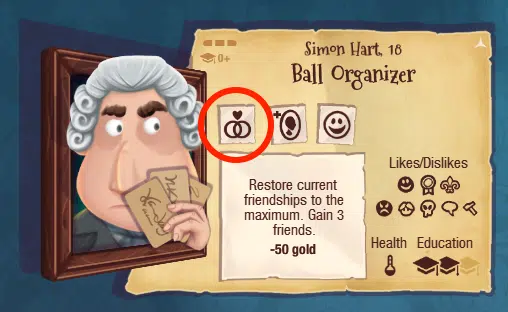 0+
Simon Hart, 18
Ball Organizer
Restore current
friendships to the
maximum. Gain 3
friends.
-50 gold
Likes/Dislikes
Health Education